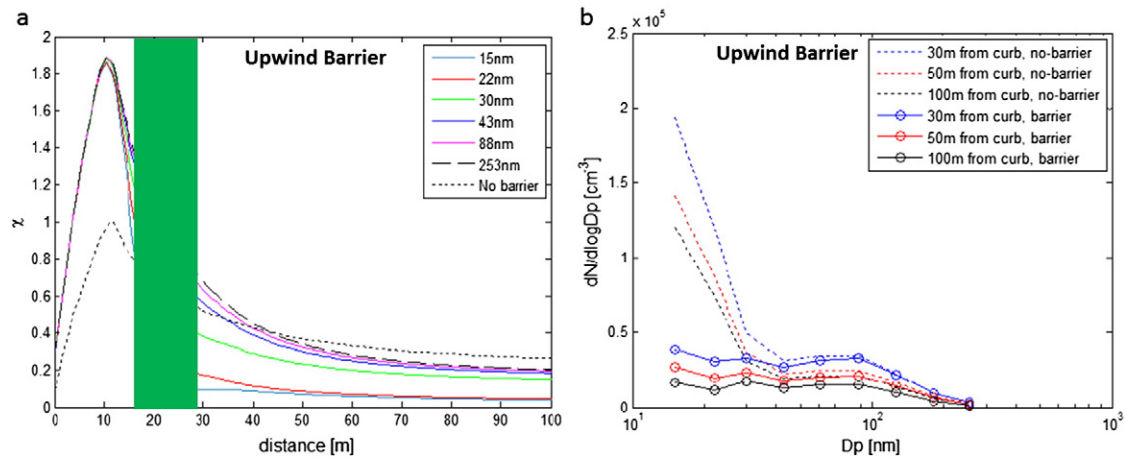 a
Upwind Barrier
15nm
22nm
30nm
43nm
88nm
253nm
No barrier
2
1.8
1.6
1.4
1.2
1
0.8
0.6
0.4
0.2
0
χ
0 10 20 30 40 50 60 70 80 90 100
distance [m]
b
x 10^5
Upwind Barrier
30m from curb, no-barrier
50m from curb, no-barrier
100m from curb, no-barrier
30m from curb, barrier
50m from curb, barrier
100m from curb, barrier
2.5
2
1.5
1
0.5
0
dN/dlogDp [cm^-3]
10^1 10^2 10^3
Dp [nm]